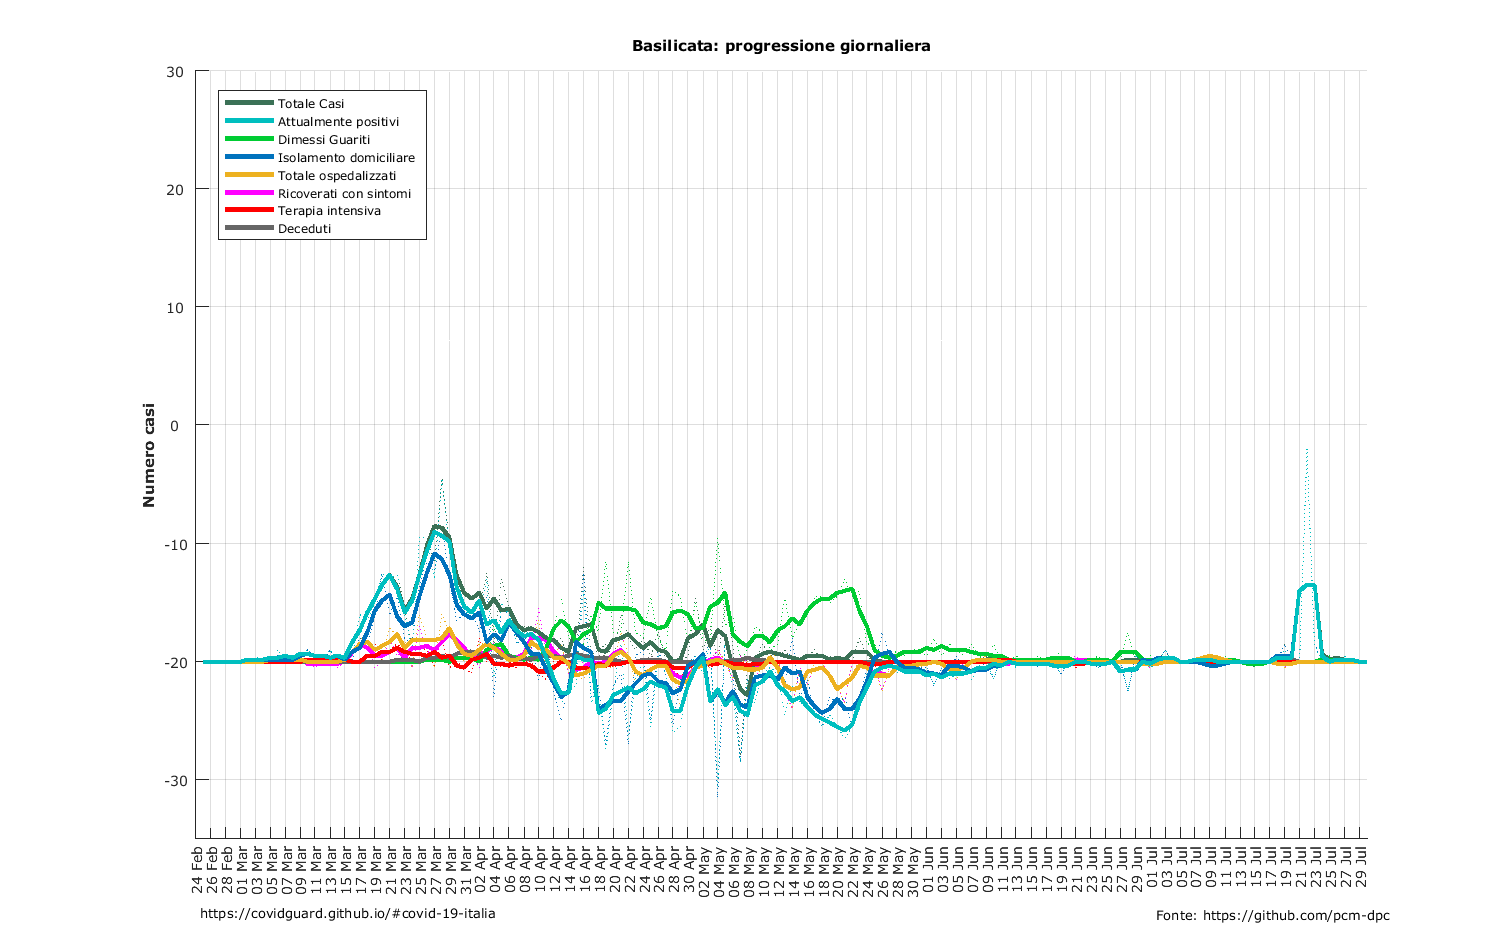 Basilicata: progressione giornaliera
30
20
10
0
-10
-20
-30
Numero casi
Totale Casi
Attualmente positivi
Dimessi Guariti
Isolamento domiciliare
Totale ospedalizzati
Ricoverati con sintomi
Terapia intensiva
Deceduti
24 Feb
26 Feb
28 Feb
01 Mar
03 Mar
05 Mar
07 Mar
09 Mar
11 Mar
13 Mar
15 Mar
17 Mar
19 Mar
21 Mar
23 Mar
25 Mar
27 Mar
29 Mar
31 Mar
02 Apr
04 Apr
06 Apr
08 Apr
10 Apr
12 Apr
14 Apr
16 Apr
18 Apr
20 Apr
22 Apr
24 Apr
26 Apr
28 Apr
30 Apr
02 May
04 May
06 May
08 May
10 May
12 May
14 May
16 May
18 May
20 May
22 May
24 May
26 May
28 May
30 May
01 Jun
03 Jun
05 Jun
07 Jun
09 Jun
11 Jun
13 Jun
15 Jun
17 Jun
19 Jun
21 Jun
23 Jun
25 Jun
27 Jun
29 Jun
01 Jul
03 Jul
05 Jul
07 Jul
09 Jul
11 Jul
13 Jul
15 Jul
17 Jul
19 Jul
21 Jul
23 Jul
25 Jul
27 Jul
29 Jul
https://covidguard.github.io/#covid-19-italia
Fonte: https://github.com/pcm-dpc